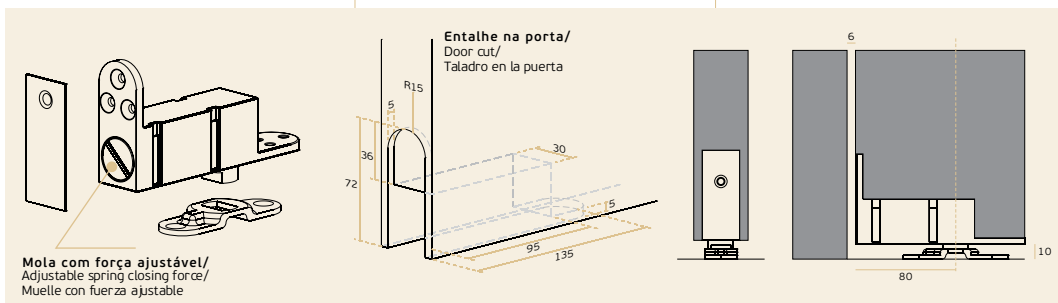 Entalhe na porta/
Door cut/
Taladro en la puerta
R15
5
36
72
30
5
95
135
6
10
80
Mola com força ajustável/
Adjustable spring closing force/
Muelle con fuerza ajustable